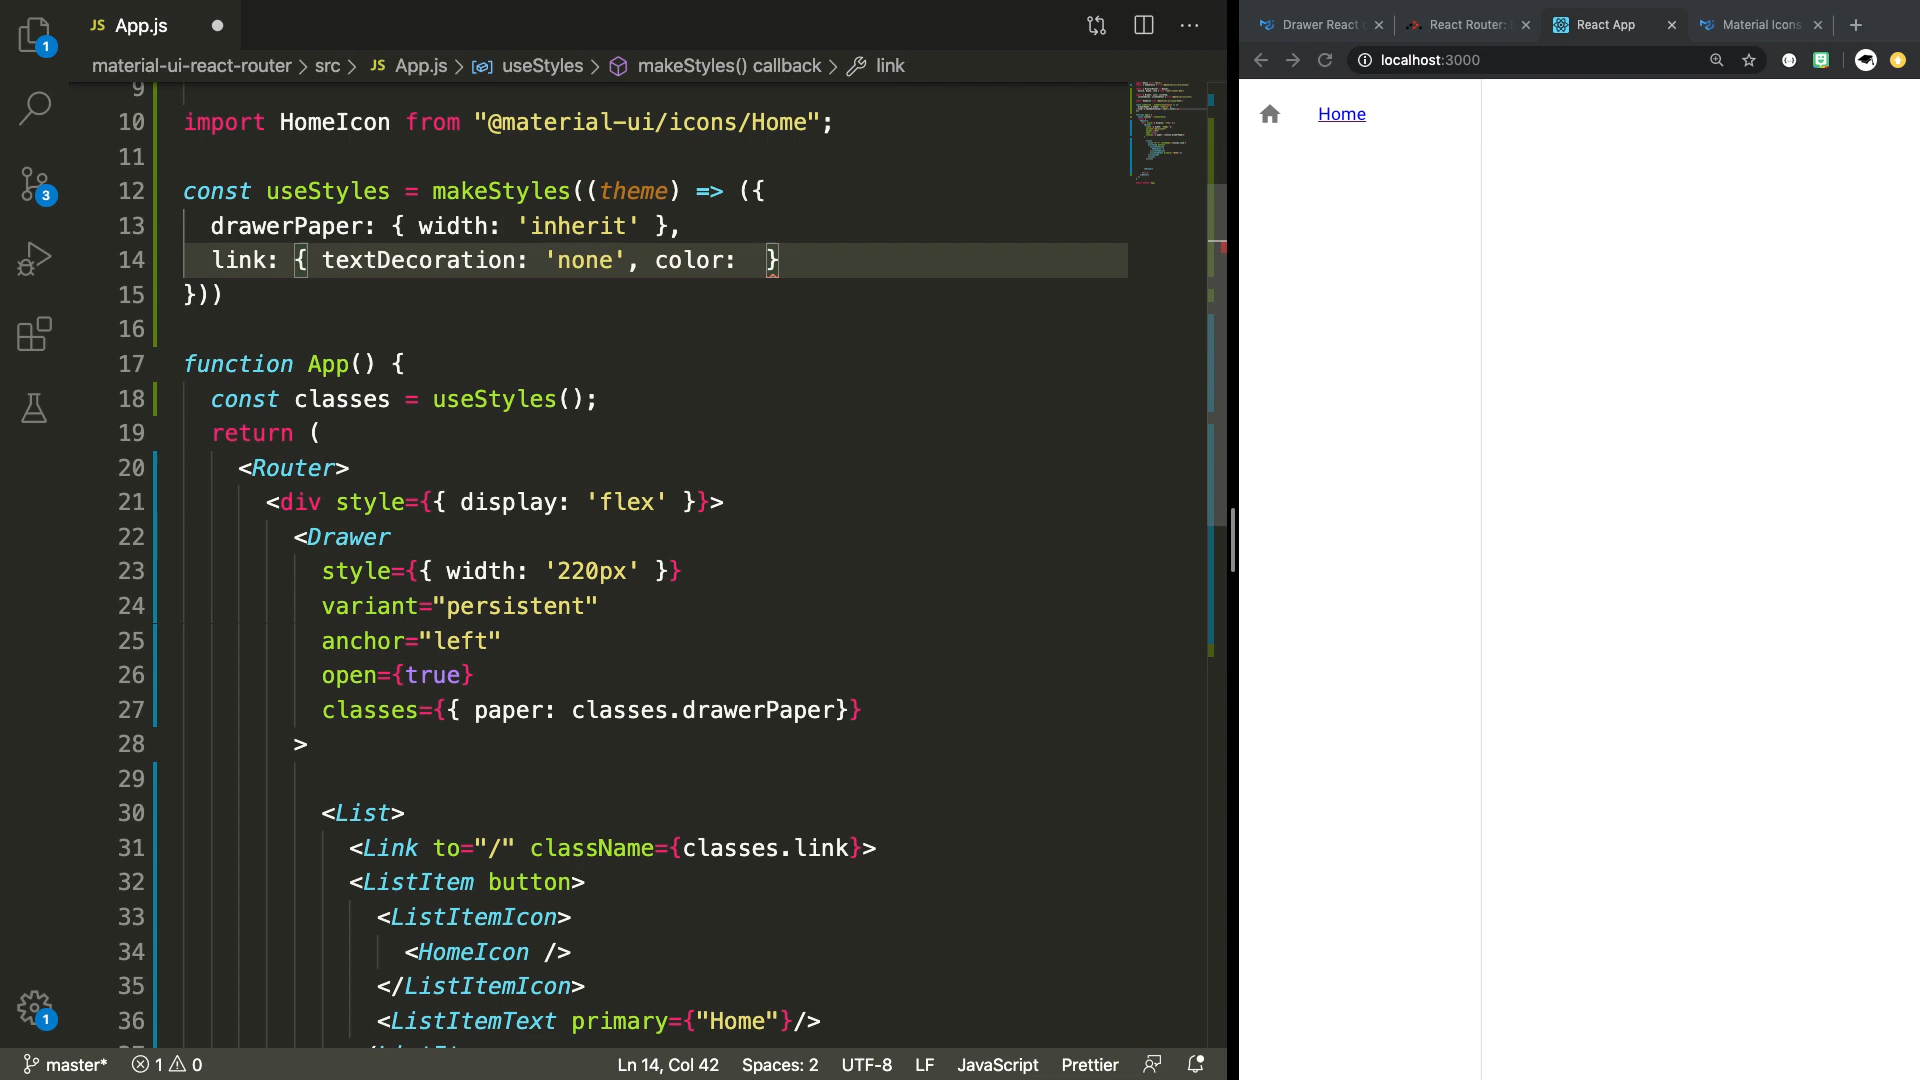 1
3
1
JS App.js
material-ui-react-router > src > JS App.js > useStyles > makeStyles() callback > link
9
10 import HomeIcon from "@material-ui/icons/Home";
11
12 const useStyles = makeStyles((theme) => ({
13 drawerPaper: { width: 'inherit' },
14 link: { textDecoration: 'none', color:  }
15 }))
16
17 function App() {
18 const classes = useStyles();
19 return (
20 <Router>
21 <div style={{ display: 'flex' }}>
22 <Drawer
23 style={{ width: '220px' }}
24 variant="persistent"
25 anchor="left"
26 open={true}
27 classes={{ paper: classes.drawerPaper}}
28 >
29
30 <List>
31 <Link to="/" className={classes.link}>
32 <ListItem button>
33 <ListItemIcon>
34 <HomeIcon />
35 </ListItemIcon>
36 <ListItemText primary={"Home"}/>
master* 1 0 Ln 14, Col 42 Spaces: 2 UTF-8 LF JavaScript Prettier
Drawer React React Router: React App Material Icons
localhost:3000
Home